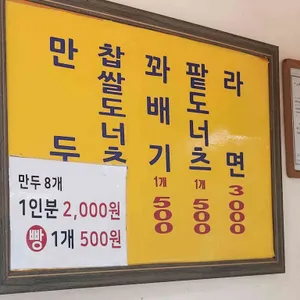 만두
찹쌀도너츠
꽈배기 1개 500
팥도너츠 1개 500
라면 3000
만두 8개
1인분 2,000원
빵 1개 500원